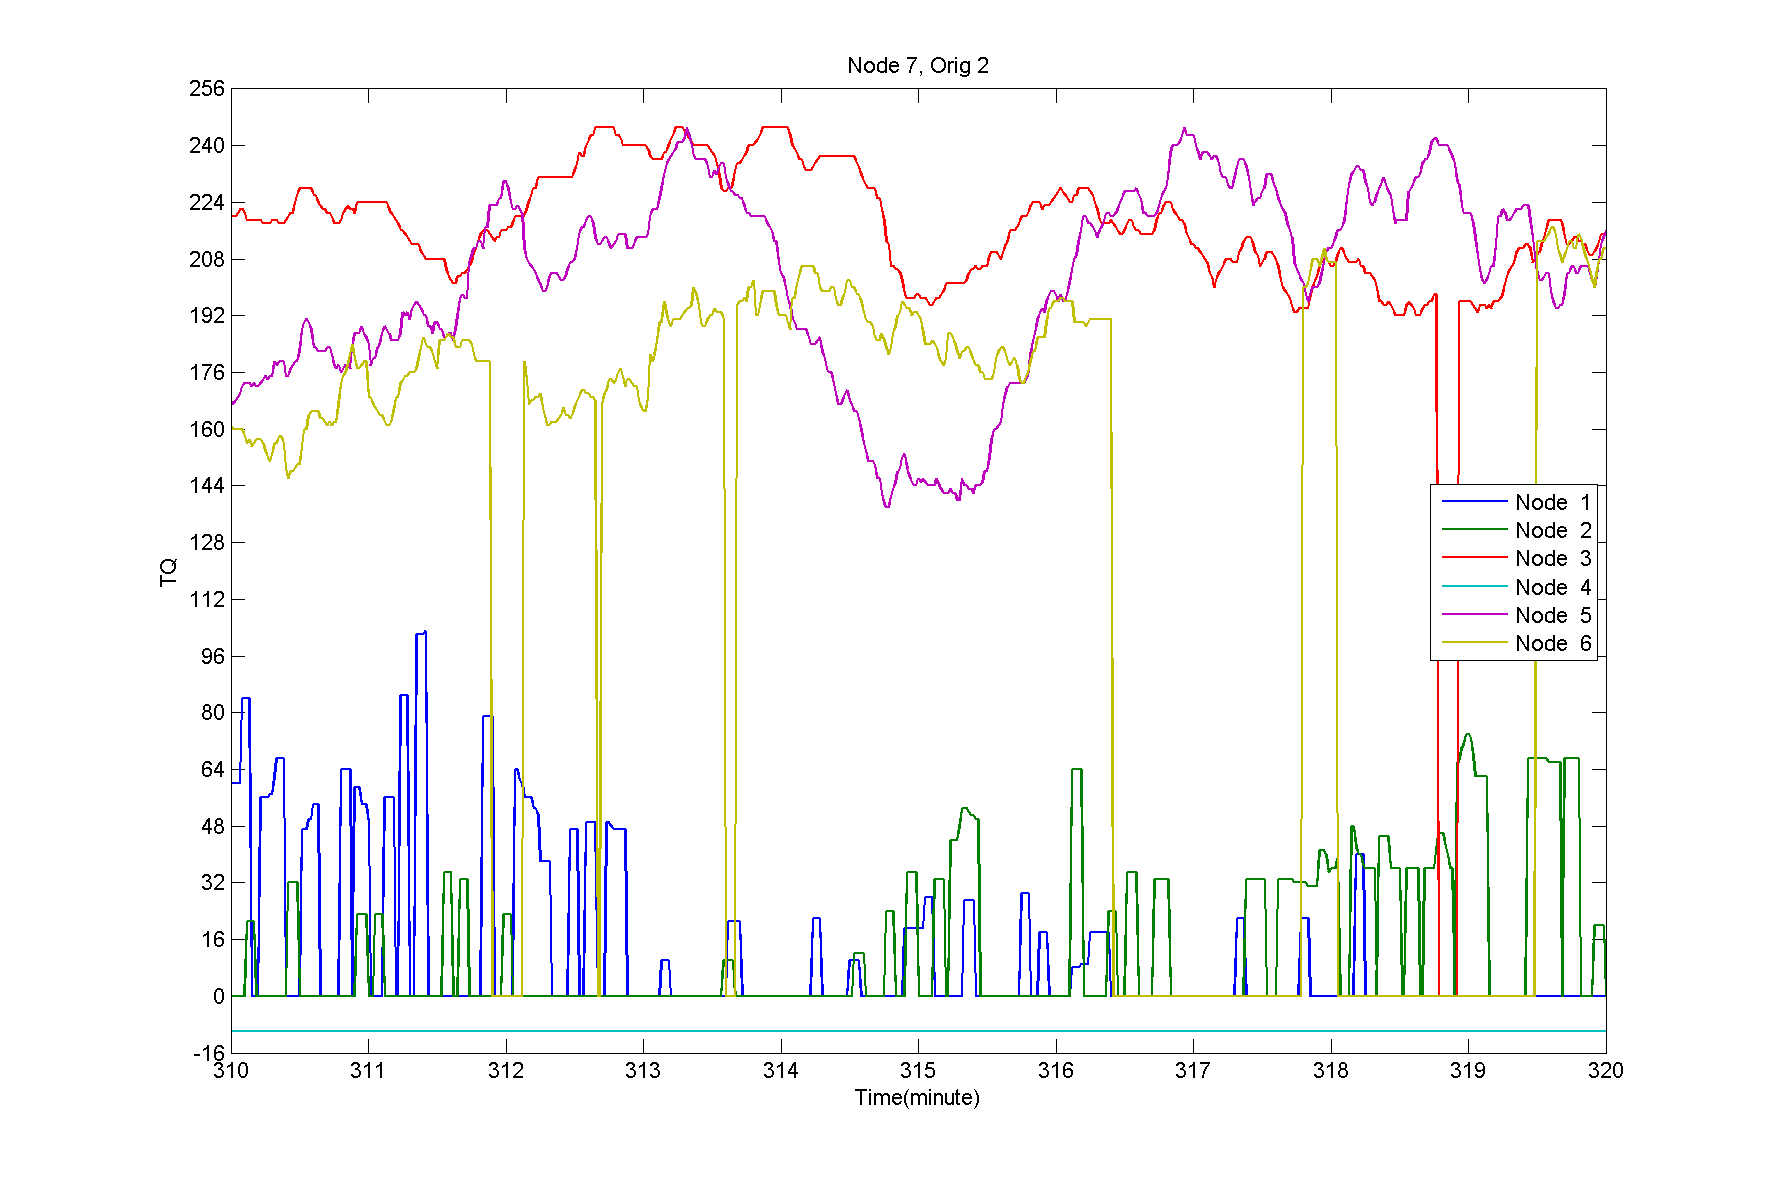 Node 7, Orig 2
256
240
224
208
192
176
160
144
128
112
96
80
64
48
32
16
0
-16
TQ
Node 1
Node 2
Node 3
Node 4
Node 5
Node 6
310 311 312 313 314 315 316 317 318 319 320
Time(minute)